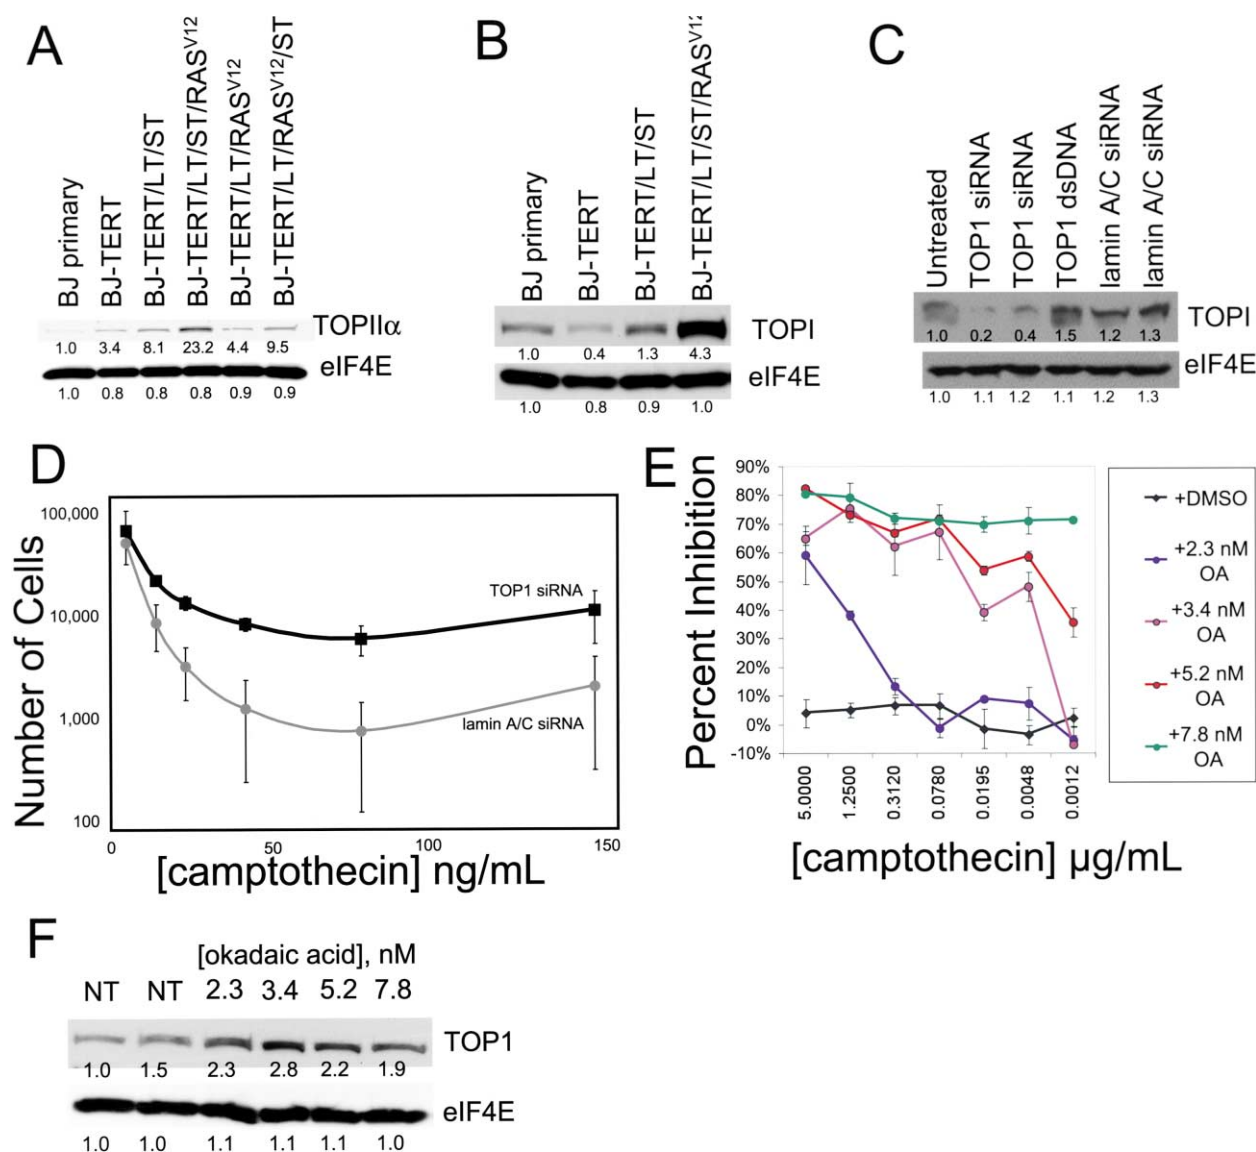 A
BJ primary
BJ-TERT
BJ-TERT/LT/ST
BJ-TERT/LT/ST/RASV12
BJ-TERT/LT/RASV12
BJ-TERT/LT/RASV12/ST
TOPIIα
1.0 3.4 8.1 23.2 4.4 9.5
eIF4E
1.0 0.8 0.8 0.8 0.9 0.9
B
BJ primary
BJ-TERT
BJ-TERT/LT/ST
BJ-TERT/LT/ST/RASV12
TOPI
1.0 0.4 1.3 4.3
eIF4E
1.0 0.8 0.9 1.0
C
Untreated
TOP1 siRNA
TOP1 siRNA
TOP1 dsDNA
lamin A/C siRNA
lamin A/C siRNA
TOPI
1.0 0.2 0.4 1.5 1.2 1.3
eIF4E
1.0 1.1 1.2 1.1 1.2 1.3
D
Number of Cells
100,000
10,000
1,000
100
TOP1 siRNA
lamin A/C siRNA
0 50 100 150
[camptothecin] ng/mL
E
Percent Inhibition
90%
80%
70%
60%
50%
40%
30%
20%
10%
0%
-10%
5.0000
1.2500
0.3120
0.0780
0.0195
0.0048
0.0012
[camptothecin] µg/mL
+DMSO
+2.3 nM
OA
+3.4 nM
OA
+5.2 nM
OA
+7.8 nM
OA
F
[okadaic acid], nM
NT NT 2.3 3.4 5.2 7.8
TOP1
1.0 1.5 2.3 2.8 2.2 1.9
eIF4E
1.0 1.0 1.1 1.1 1.1 1.0